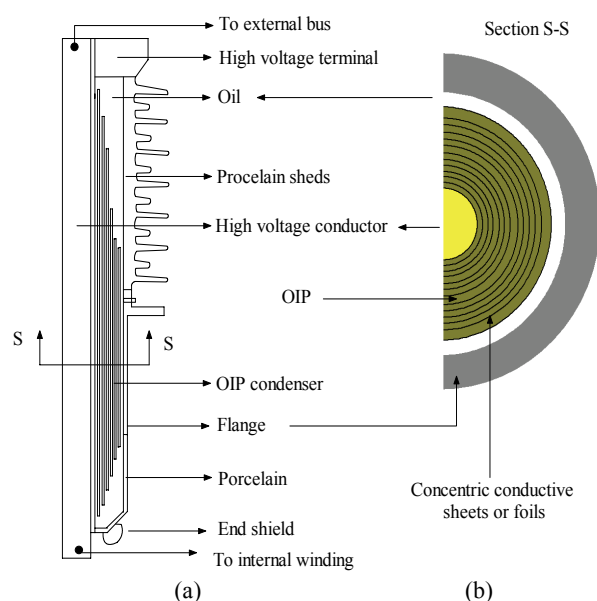 To external bus
Section S-S
High voltage terminal
Oil
Procelain sheds
High voltage conductor
OIP
S
S
OIP condenser
Flange
Porcelain
Concentric conductive
sheets or foils
End shield
To internal winding
(a)
(b)